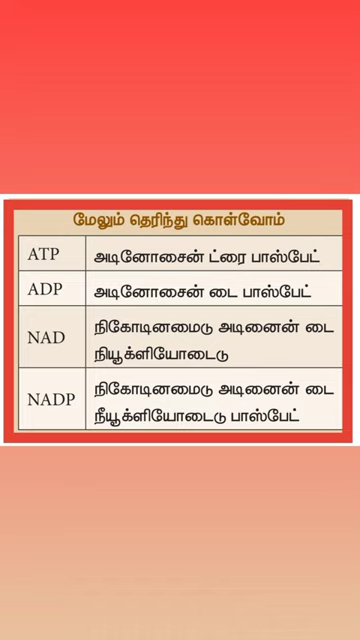 மேலும் தெரிந்து கொள்வோம்
ATP அடினோசைன் ட்ரை பாஸ்பேட்
ADP அடினோசைன் டை பாஸ்பேட்
NAD நிகோடினமைடு அடினைன் டை
நியூக்ளியோடைடு
NADP நிகோடினமைடு அடினைன் டை
நீயூக்ளியோடைடு பாஸ்பேட்